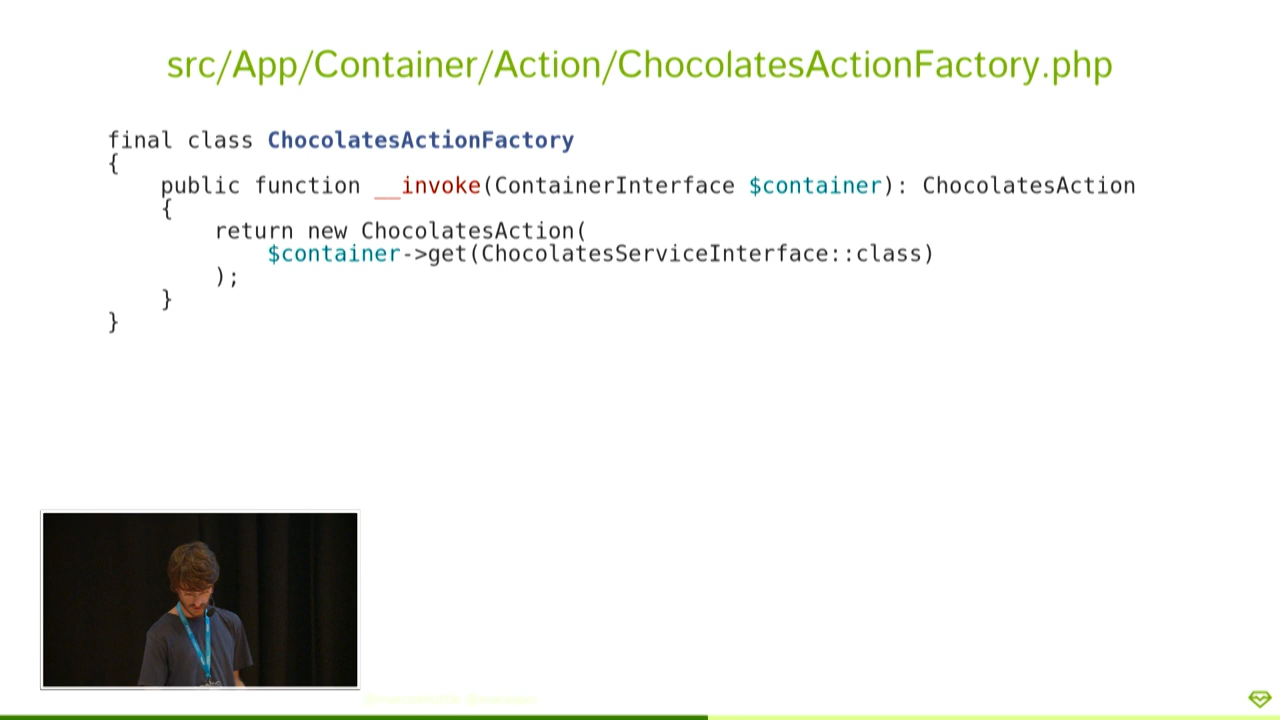 src/App/Container/Action/ChocolatesActionFactory.php
final class ChocolatesActionFactory
{
    public function __invoke(ContainerInterface $container): ChocolatesAction
    {
        return new ChocolatesAction(
            $container->get(ChocolatesServiceInterface::class)
        );
    }
}